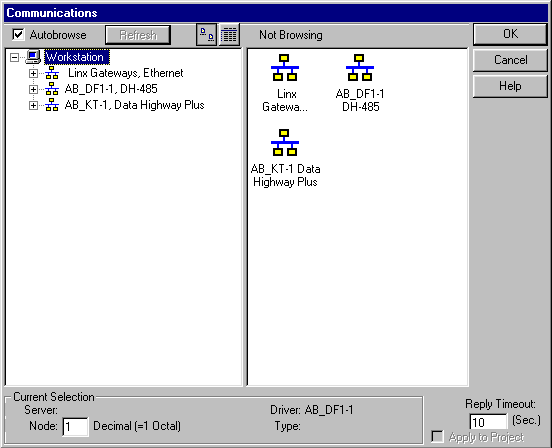 Communications
Autobrowse
Refresh
Not Browsing
OK
Cancel
Help
Workstation
Linx Gateways, Ethernet
AB_DF1-1, DH-485
AB_KT-1, Data Highway Plus
Linx
Gatewa...
AB_DF1-1
DH-485
AB_KT-1 Data
Highway Plus
Current Selection
Server:
Driver: AB_DF1-1
Node: 1 Decimal (=1 Octal)
Type:
Reply Timeout:
10 (Sec.)
Apply to Project